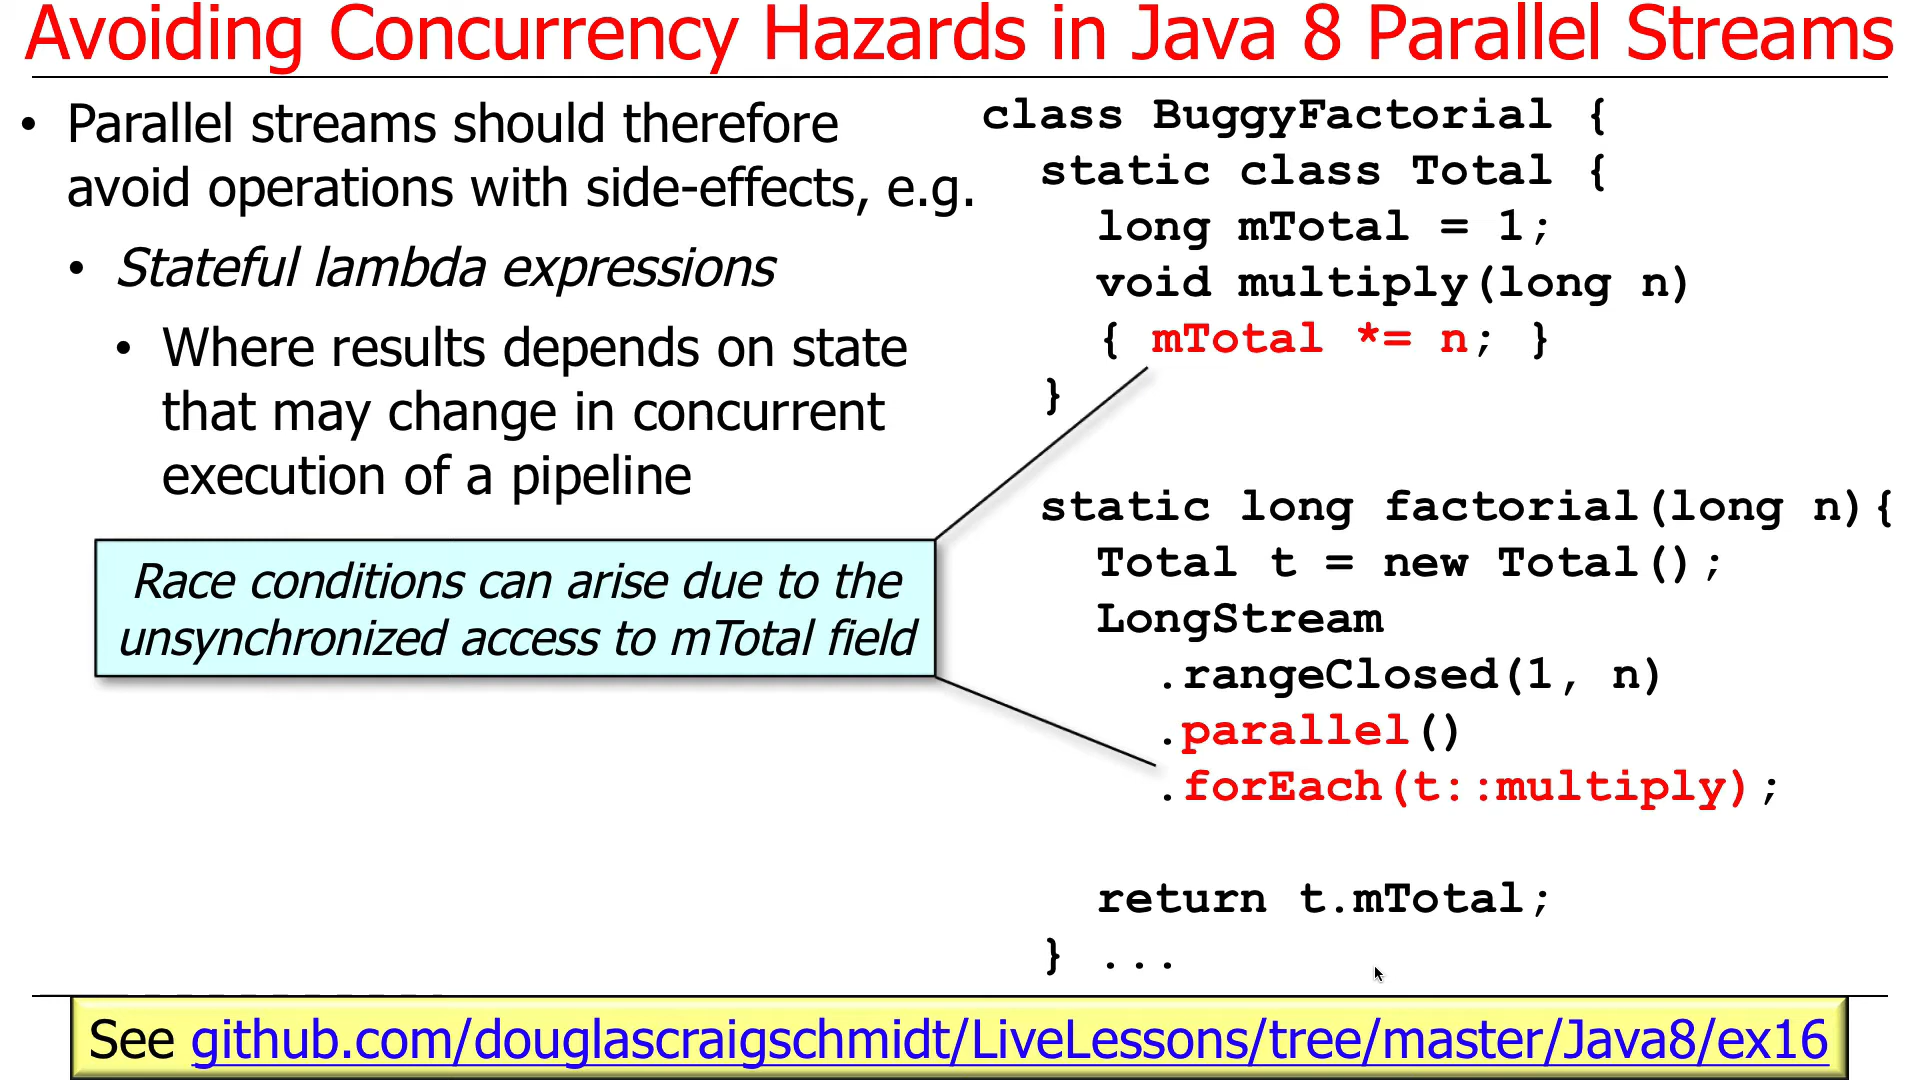 Avoiding Concurrency Hazards in Java 8 Parallel Streams
• Parallel streams should therefore
avoid operations with side-effects, e.g.
• Stateful lambda expressions
• Where results depends on state
that may change in concurrent
execution of a pipeline
Race conditions can arise due to the
unsynchronized access to mTotal field
class BuggyFactorial {
static class Total {
long mTotal = 1;
void multiply(long n)
{ mTotal *= n; }
}
static long factorial(long n){
Total t = new Total();
LongStream
.rangeClosed(1, n)
.parallel()
.forEach(t::multiply);
return t.mTotal;
} ...
See github.com/douglascraigschmidt/LiveLessons/tree/master/Java8/ex16